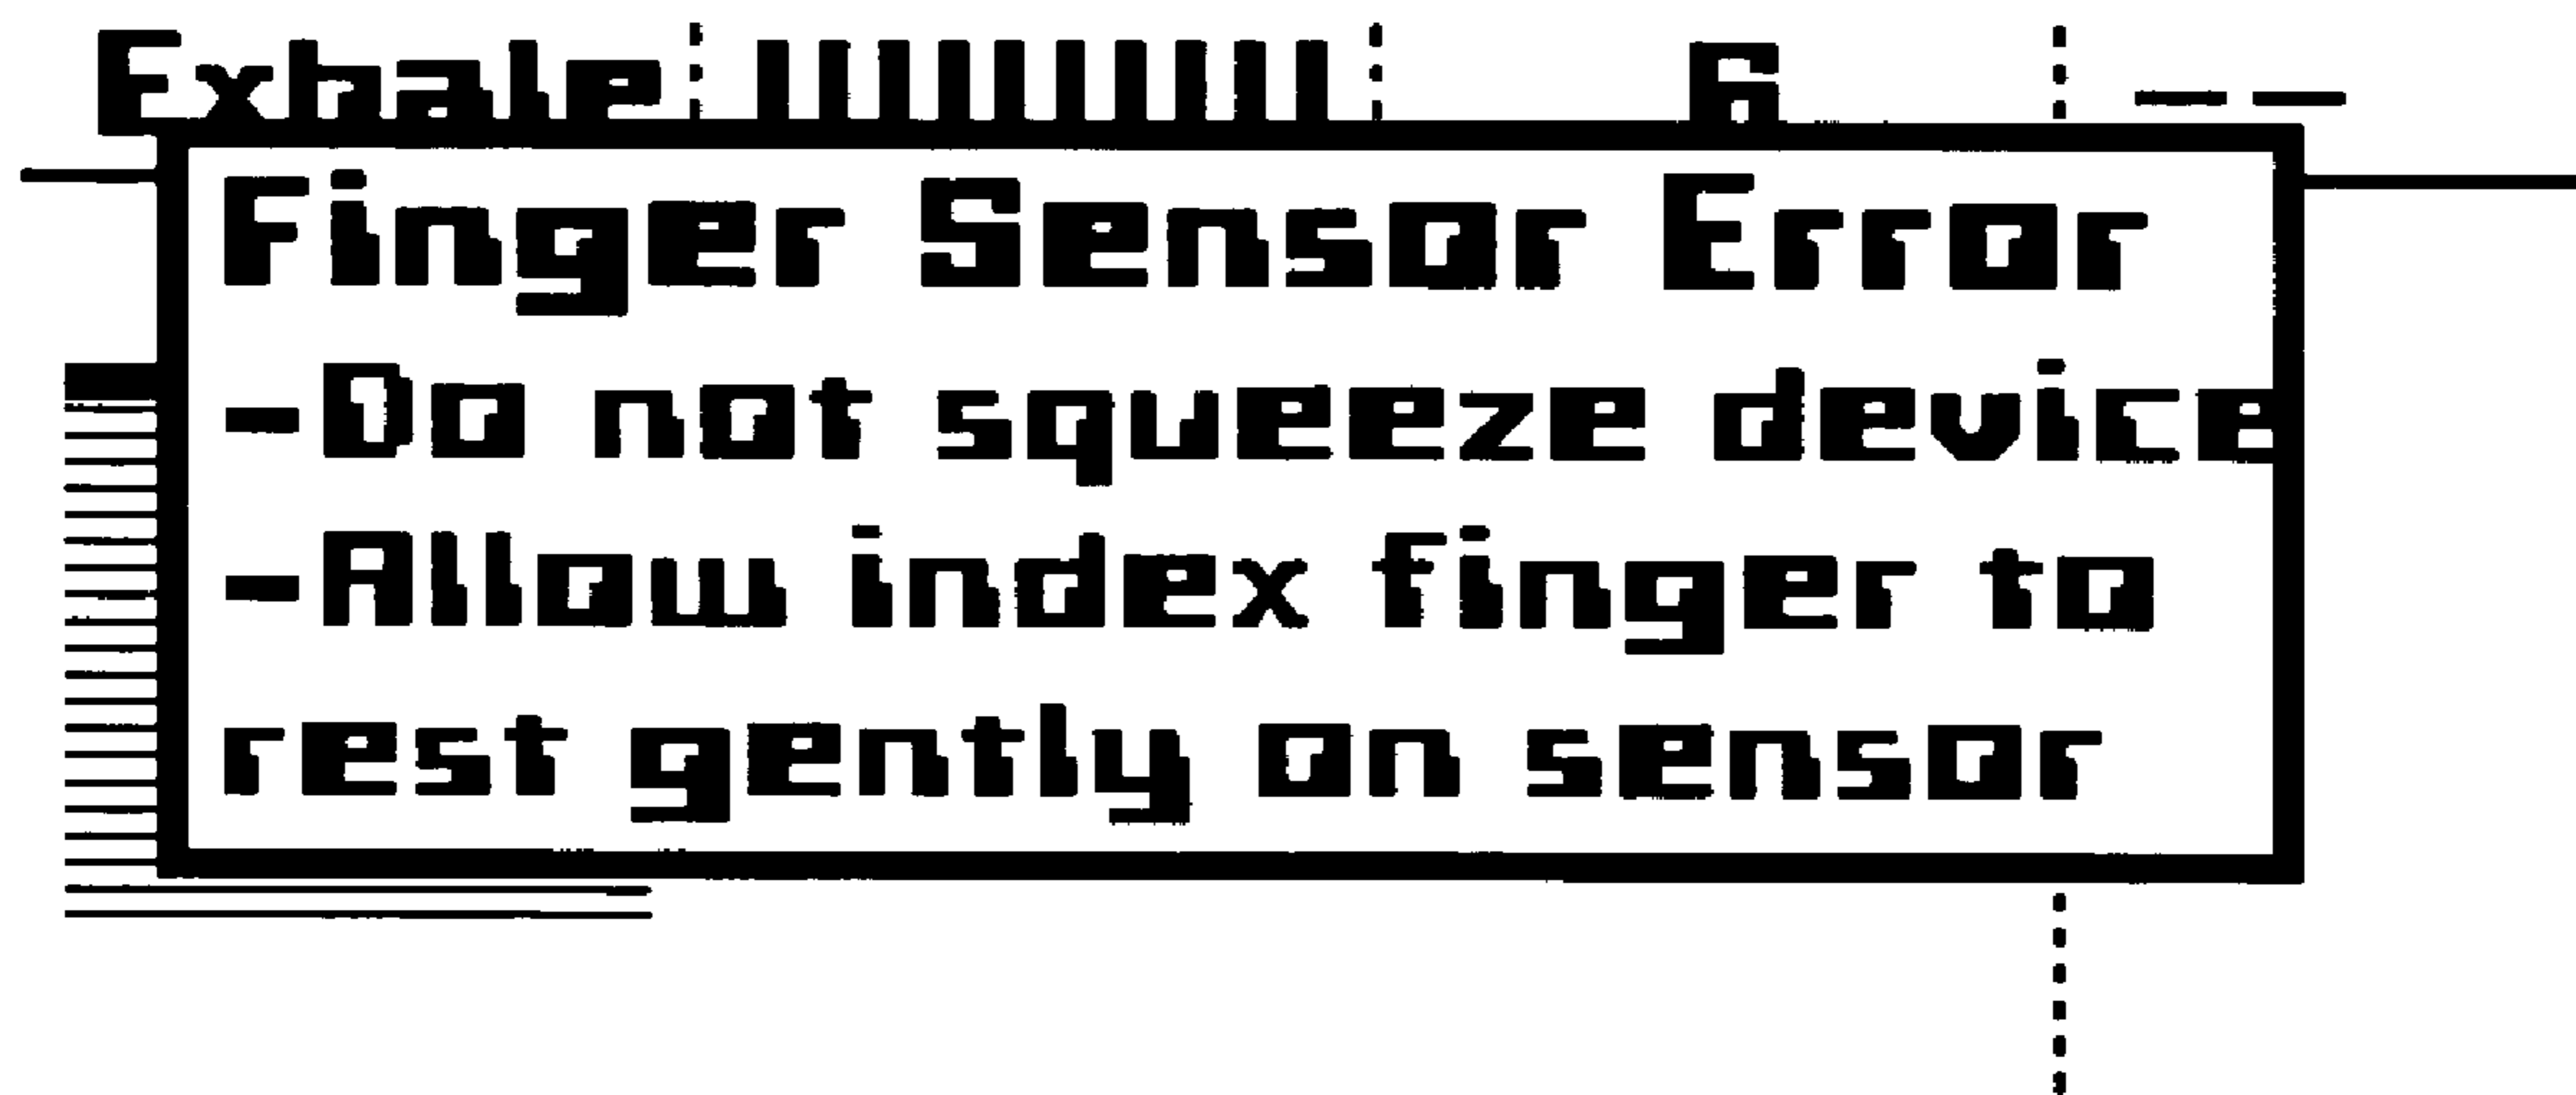 Exhale 6 --
Finger Sensor Error
-Do not squeeze device
-Allow index finger to
rest gently on sensor